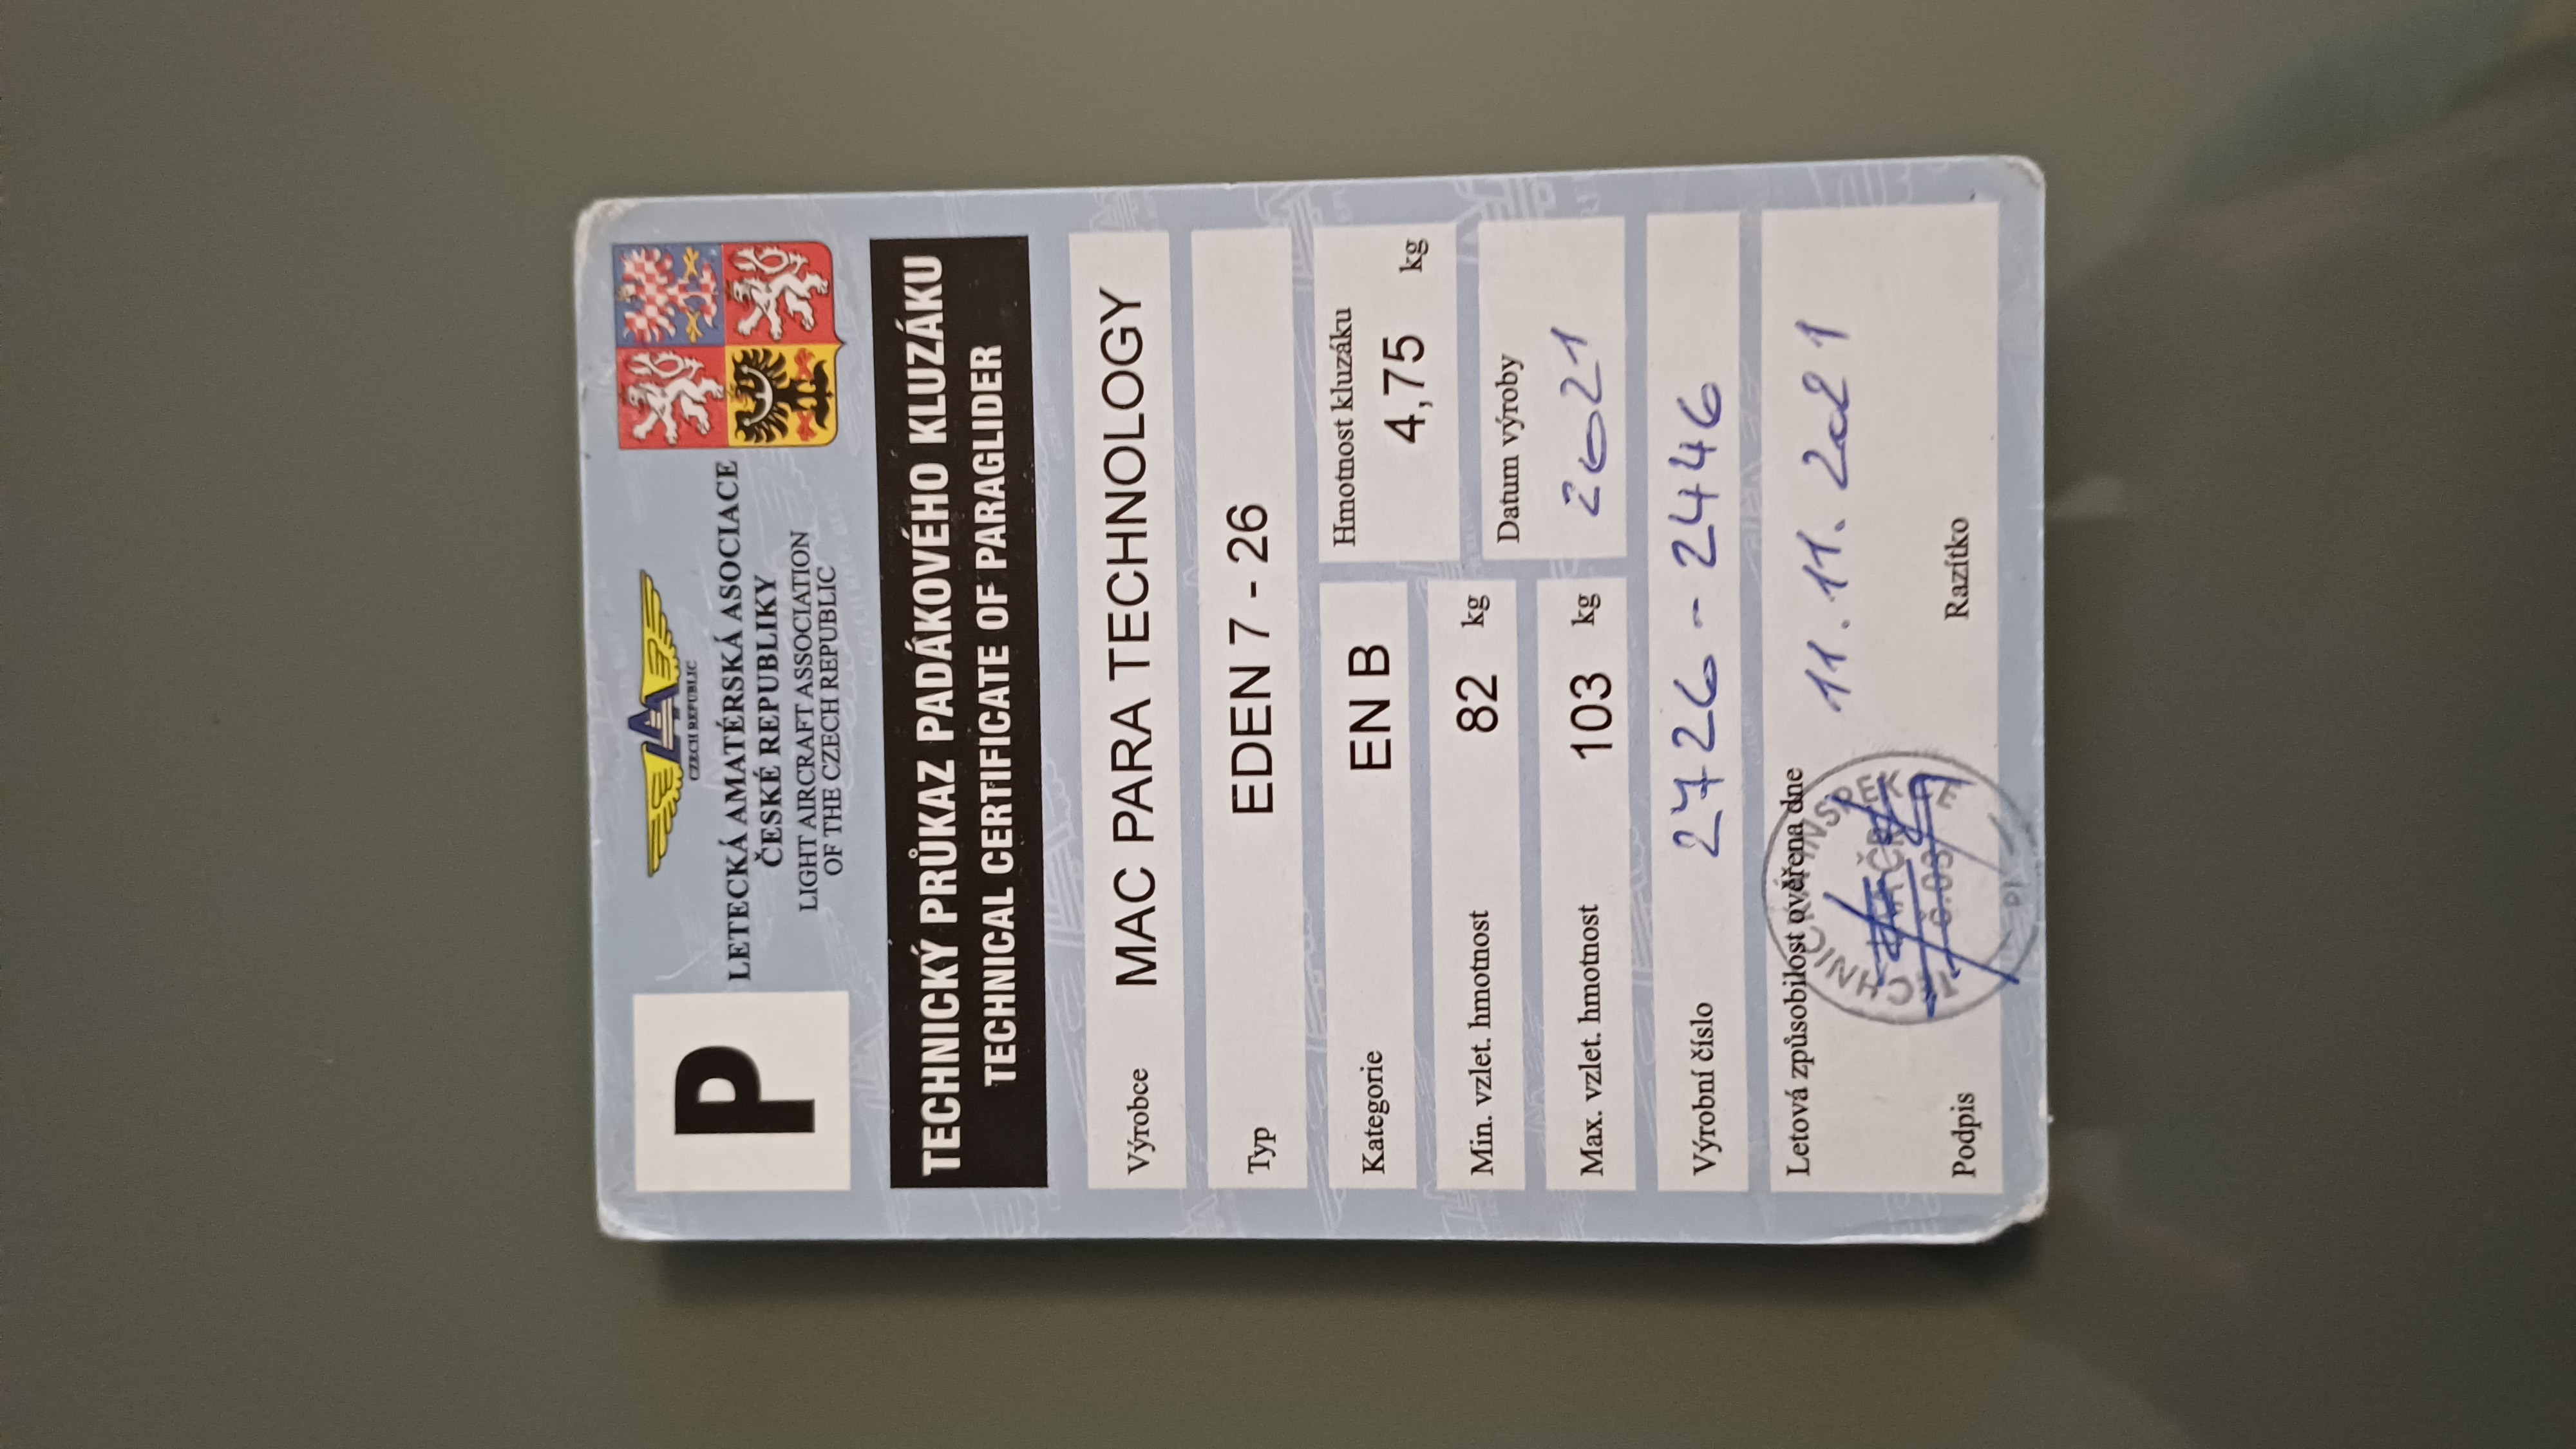 P
LAA
CZECH REPUBLIC
LETECKÁ AMATÉRSKÁ ASOCIACE
ČESKÉ REPUBLIKY
LIGHT AIRCRAFT ASSOCIATION
OF THE CZECH REPUBLIC
TECHNICKÝ PRŮKAZ PADÁKOVÉHO KLUZÁKU
TECHNICAL CERTIFICATE OF PARAGLIDER
Výrobce MAC PARA TECHNOLOGY
Typ EDEN 7 - 26
Kategorie EN B
Hmotnost kluzáku
4,75 kg
Min. vzlet. hmotnost 82 kg
Datum výroby
2021
Max. vzlet. hmotnost 103 kg
Výrobní číslo 2726 - 2446
Letová způsobilost ověřena dne 11. 11. 2021
Podpis Razítko